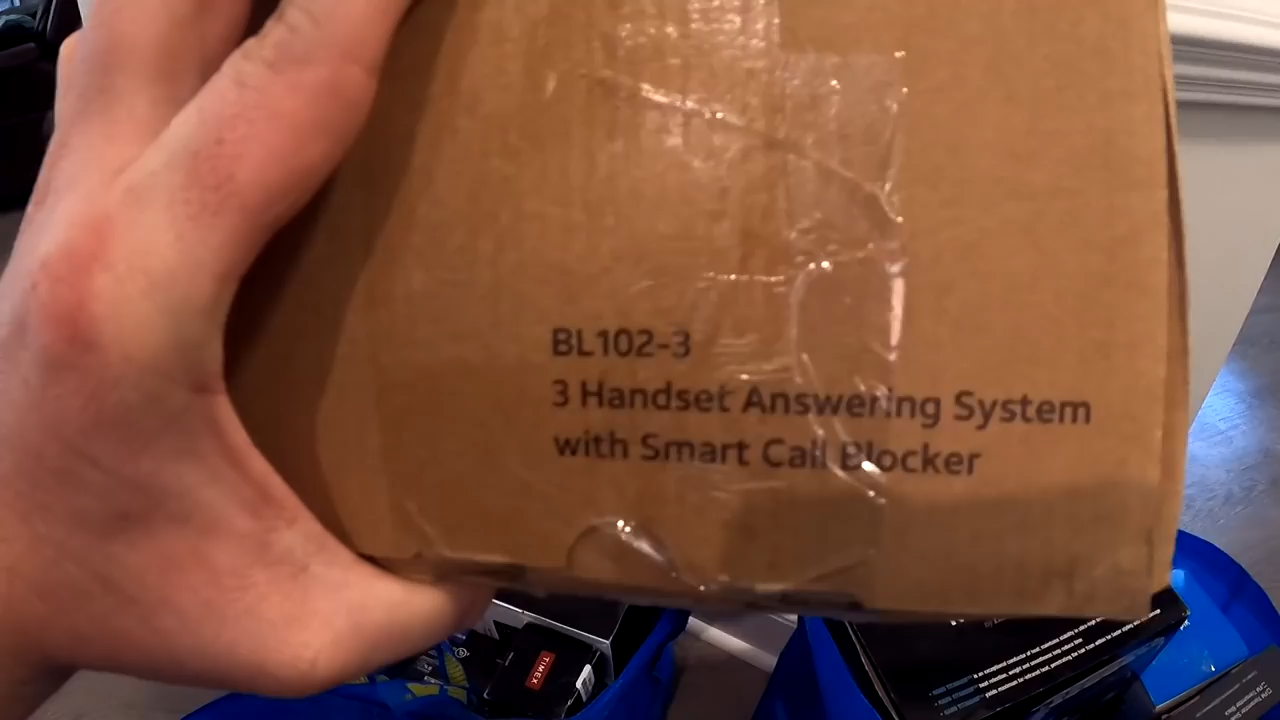 BL102-3
3 Handset Answering System
with Smart Call Blocker
TIMEX